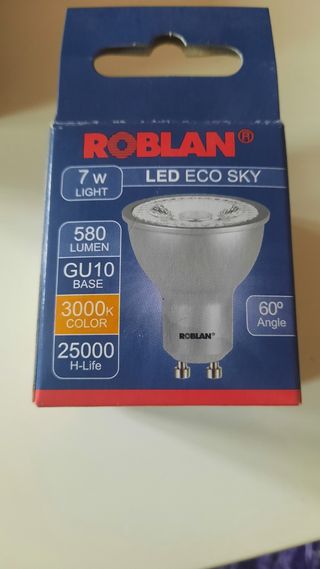 ROBLAN®
7 W
LIGHT
LED ECO SKY
580
LUMEN
GU10
BASE
3000K
COLOR
25000
H-Life
60º
Angle
ROBLAN®